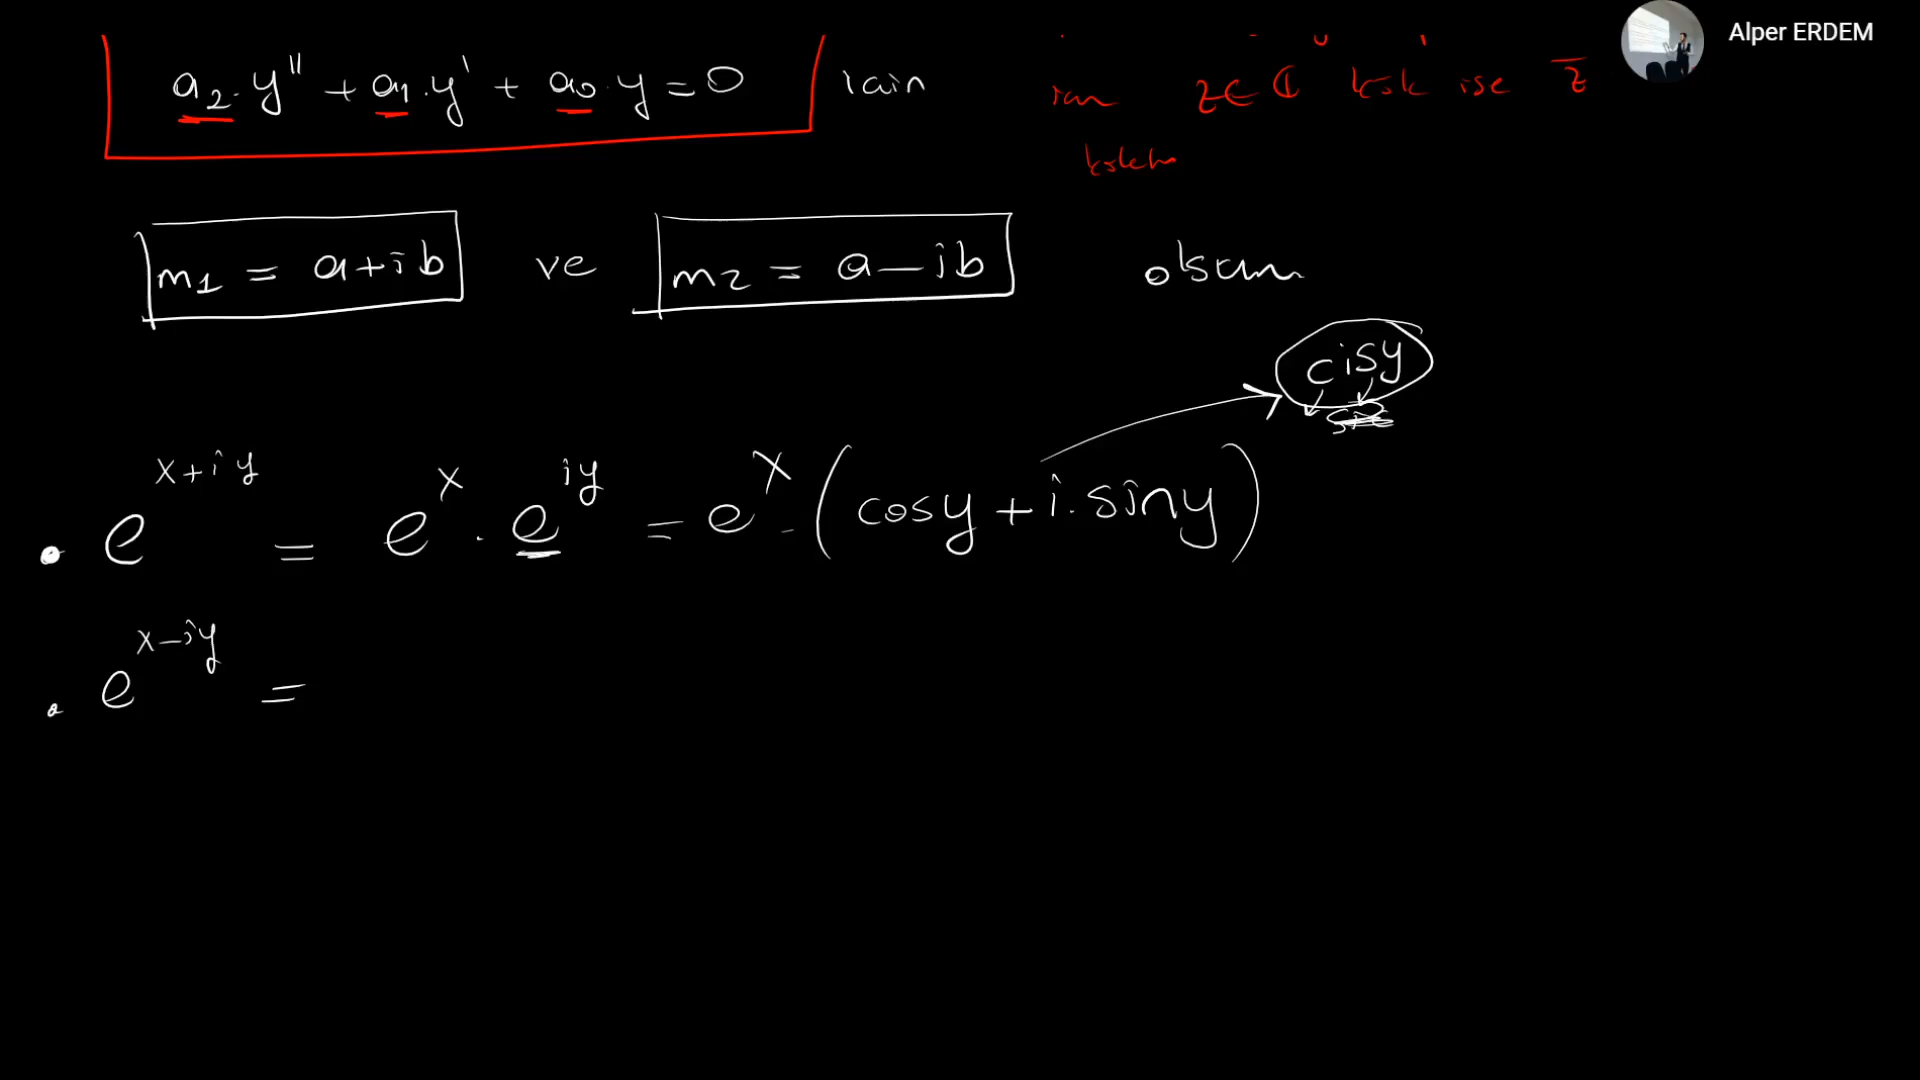 Alper ERDEM
a₂·y'' + a₁·y' + a₀·y = 0 için
z∈ℂ kök ise z̄
m₁ = a+ib ve m₂ = a−ib olsun
cisy
e^(x+iy) = e^x · e^(iy) = e^x · (cosy + i·siny)
e^(x−iy) =